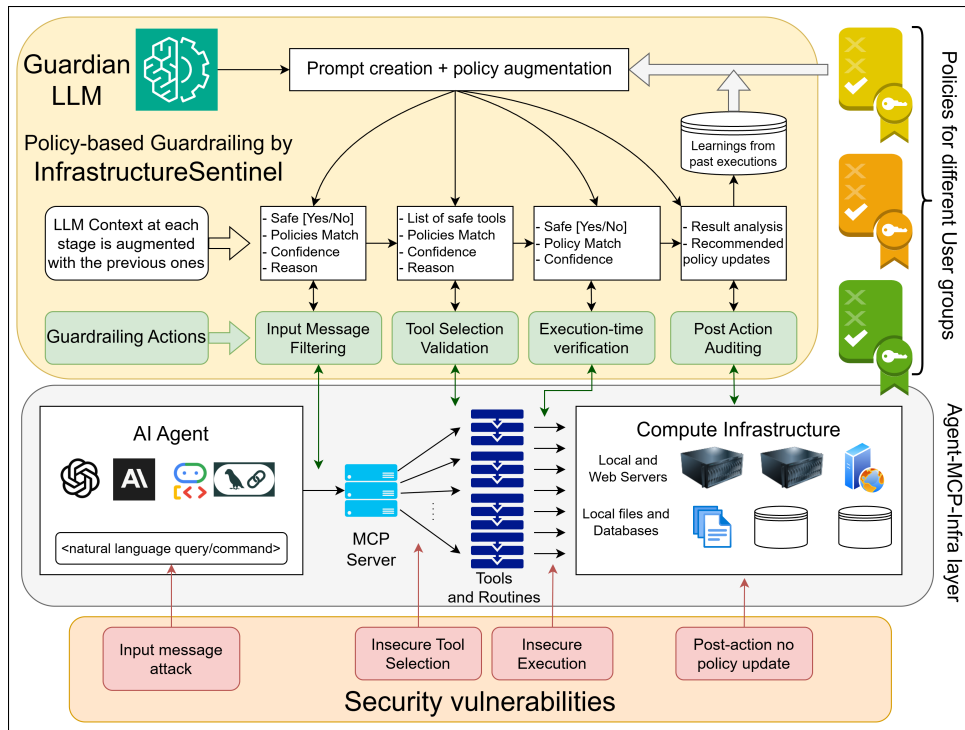 Guardian
LLM
Prompt creation + policy augmentation
Policy-based Guardrailing by
InfrastructureSentinel
Learnings from
past executions
LLM Context at each
stage is augmented
with the previous ones
- Safe [Yes/No]
- Policies Match
- Confidence
- Reason
- List of safe tools
- Policies Match
- Confidence
- Reason
- Safe [Yes/No]
- Policy Match
- Confidence
- Result analysis
- Recommended
policy updates
Guardrailing Actions
Input Message
Filtering
Tool Selection
Validation
Execution-time
verification
Post Action
Auditing
Policies for different User groups
AI Agent
<natural language query/command>
MCP
Server
Tools
and Routines
Compute Infrastructure
Local and
Web Servers
Local files and
Databases
Agent-MCP-Infra layer
Input message
attack
Insecure Tool
Selection
Insecure
Execution
Post-action no
policy update
Security vulnerabilities